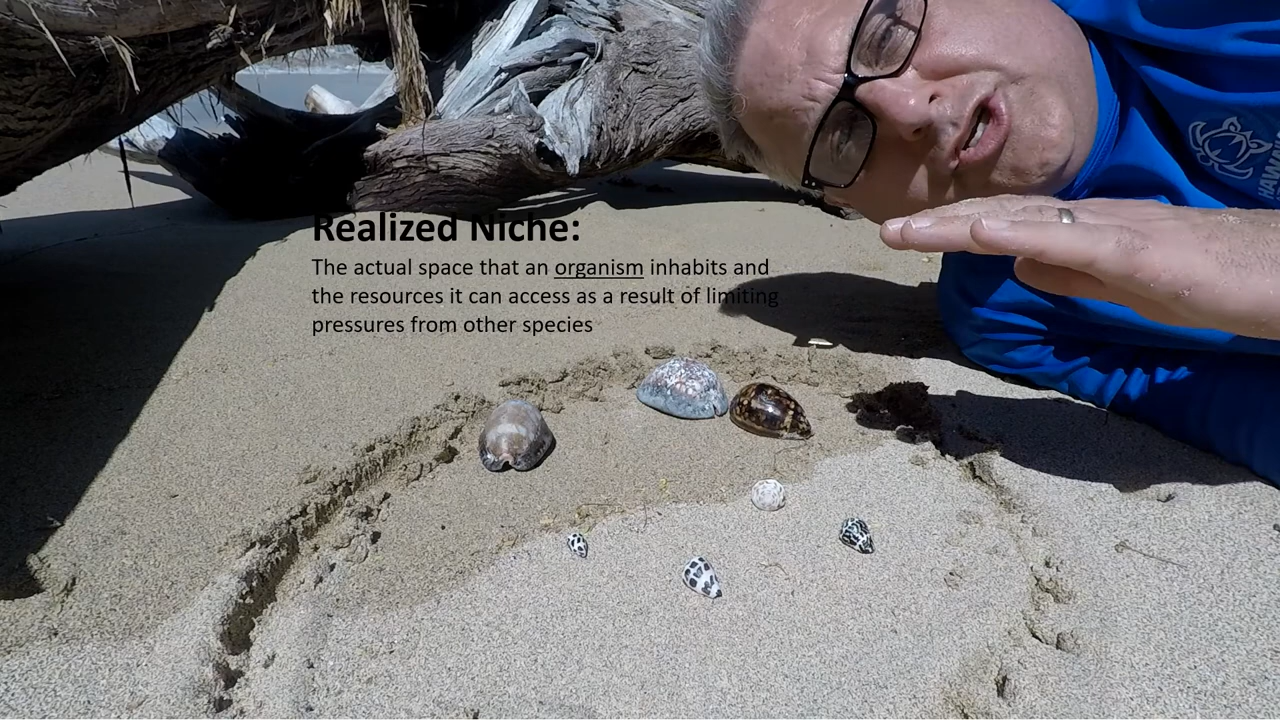 Realized Niche:
The actual space that an organism inhabits and
the resources it can access as a result of limiting
pressures from other species